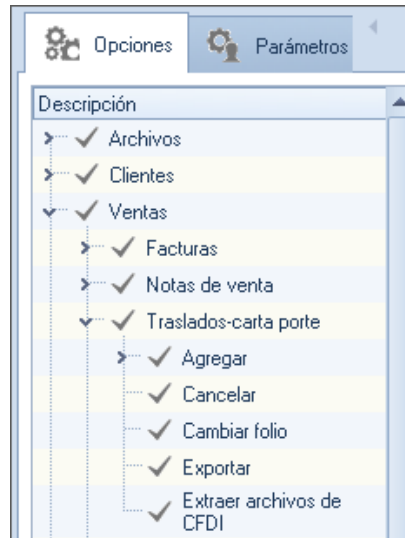 Opciones
Parámetros
Descripción
Archivos
Clientes
Ventas
Facturas
Notas de venta
Traslados-carta porte
Agregar
Cancelar
Cambiar folio
Exportar
Extraer archivos de
CFDI